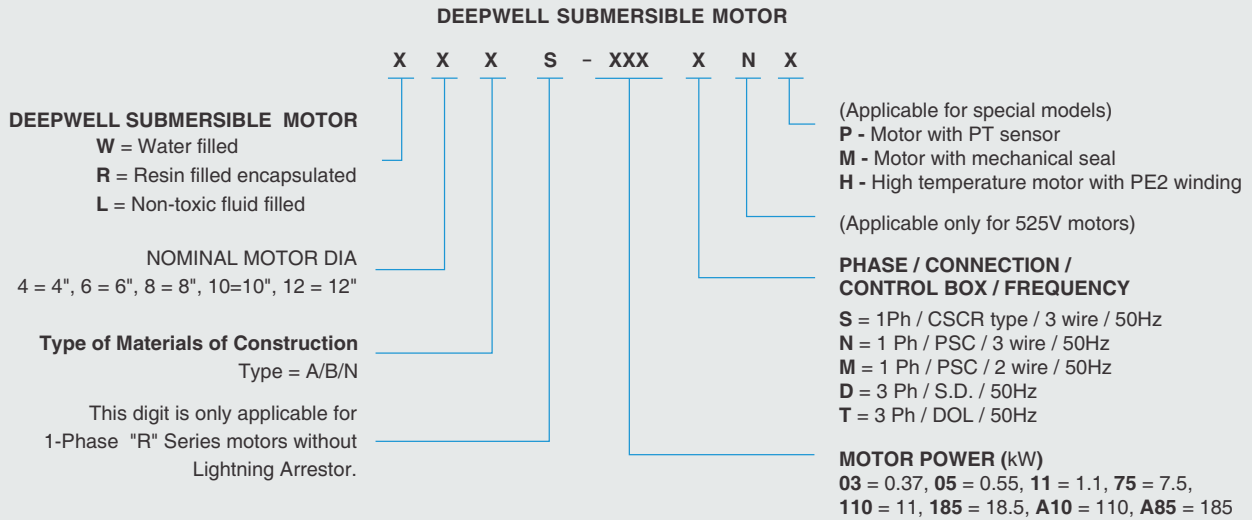 DEEPWELL SUBMERSIBLE MOTOR
X X X S - XXX X N X
DEEPWELL SUBMERSIBLE MOTOR
W = Water filled
R = Resin filled encapsulated
L = Non-toxic fluid filled
NOMINAL MOTOR DIA
4 = 4", 6 = 6", 8 = 8", 10=10", 12 = 12"
Type of Materials of Construction
Type = A/B/N
This digit is only applicable for
1-Phase "R" Series motors without
Lightning Arrestor.
(Applicable for special models)
P - Motor with PT sensor
M - Motor with mechanical seal
H - High temperature motor with PE2 winding
(Applicable only for 525V motors)
PHASE / CONNECTION /
CONTROL BOX / FREQUENCY
S = 1Ph / CSCR type / 3 wire / 50Hz
N = 1 Ph / PSC / 3 wire / 50Hz
M = 1 Ph / PSC / 2 wire / 50Hz
D = 3 Ph / S.D. / 50Hz
T = 3 Ph / DOL / 50Hz
MOTOR POWER (kW)
03 = 0.37, 05 = 0.55, 11 = 1.1, 75 = 7.5,
110 = 11, 185 = 18.5, A10 = 110, A85 = 185